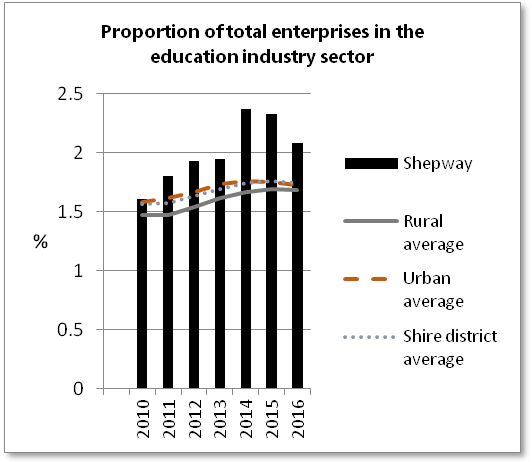 Proportion of total enterprises in the
education industry sector
2.5
2
1.5
1
0.5
0
%
2010
2011
2012
2013
2014
2015
2016
Shepway
Rural
average
Urban
average
Shire district
average